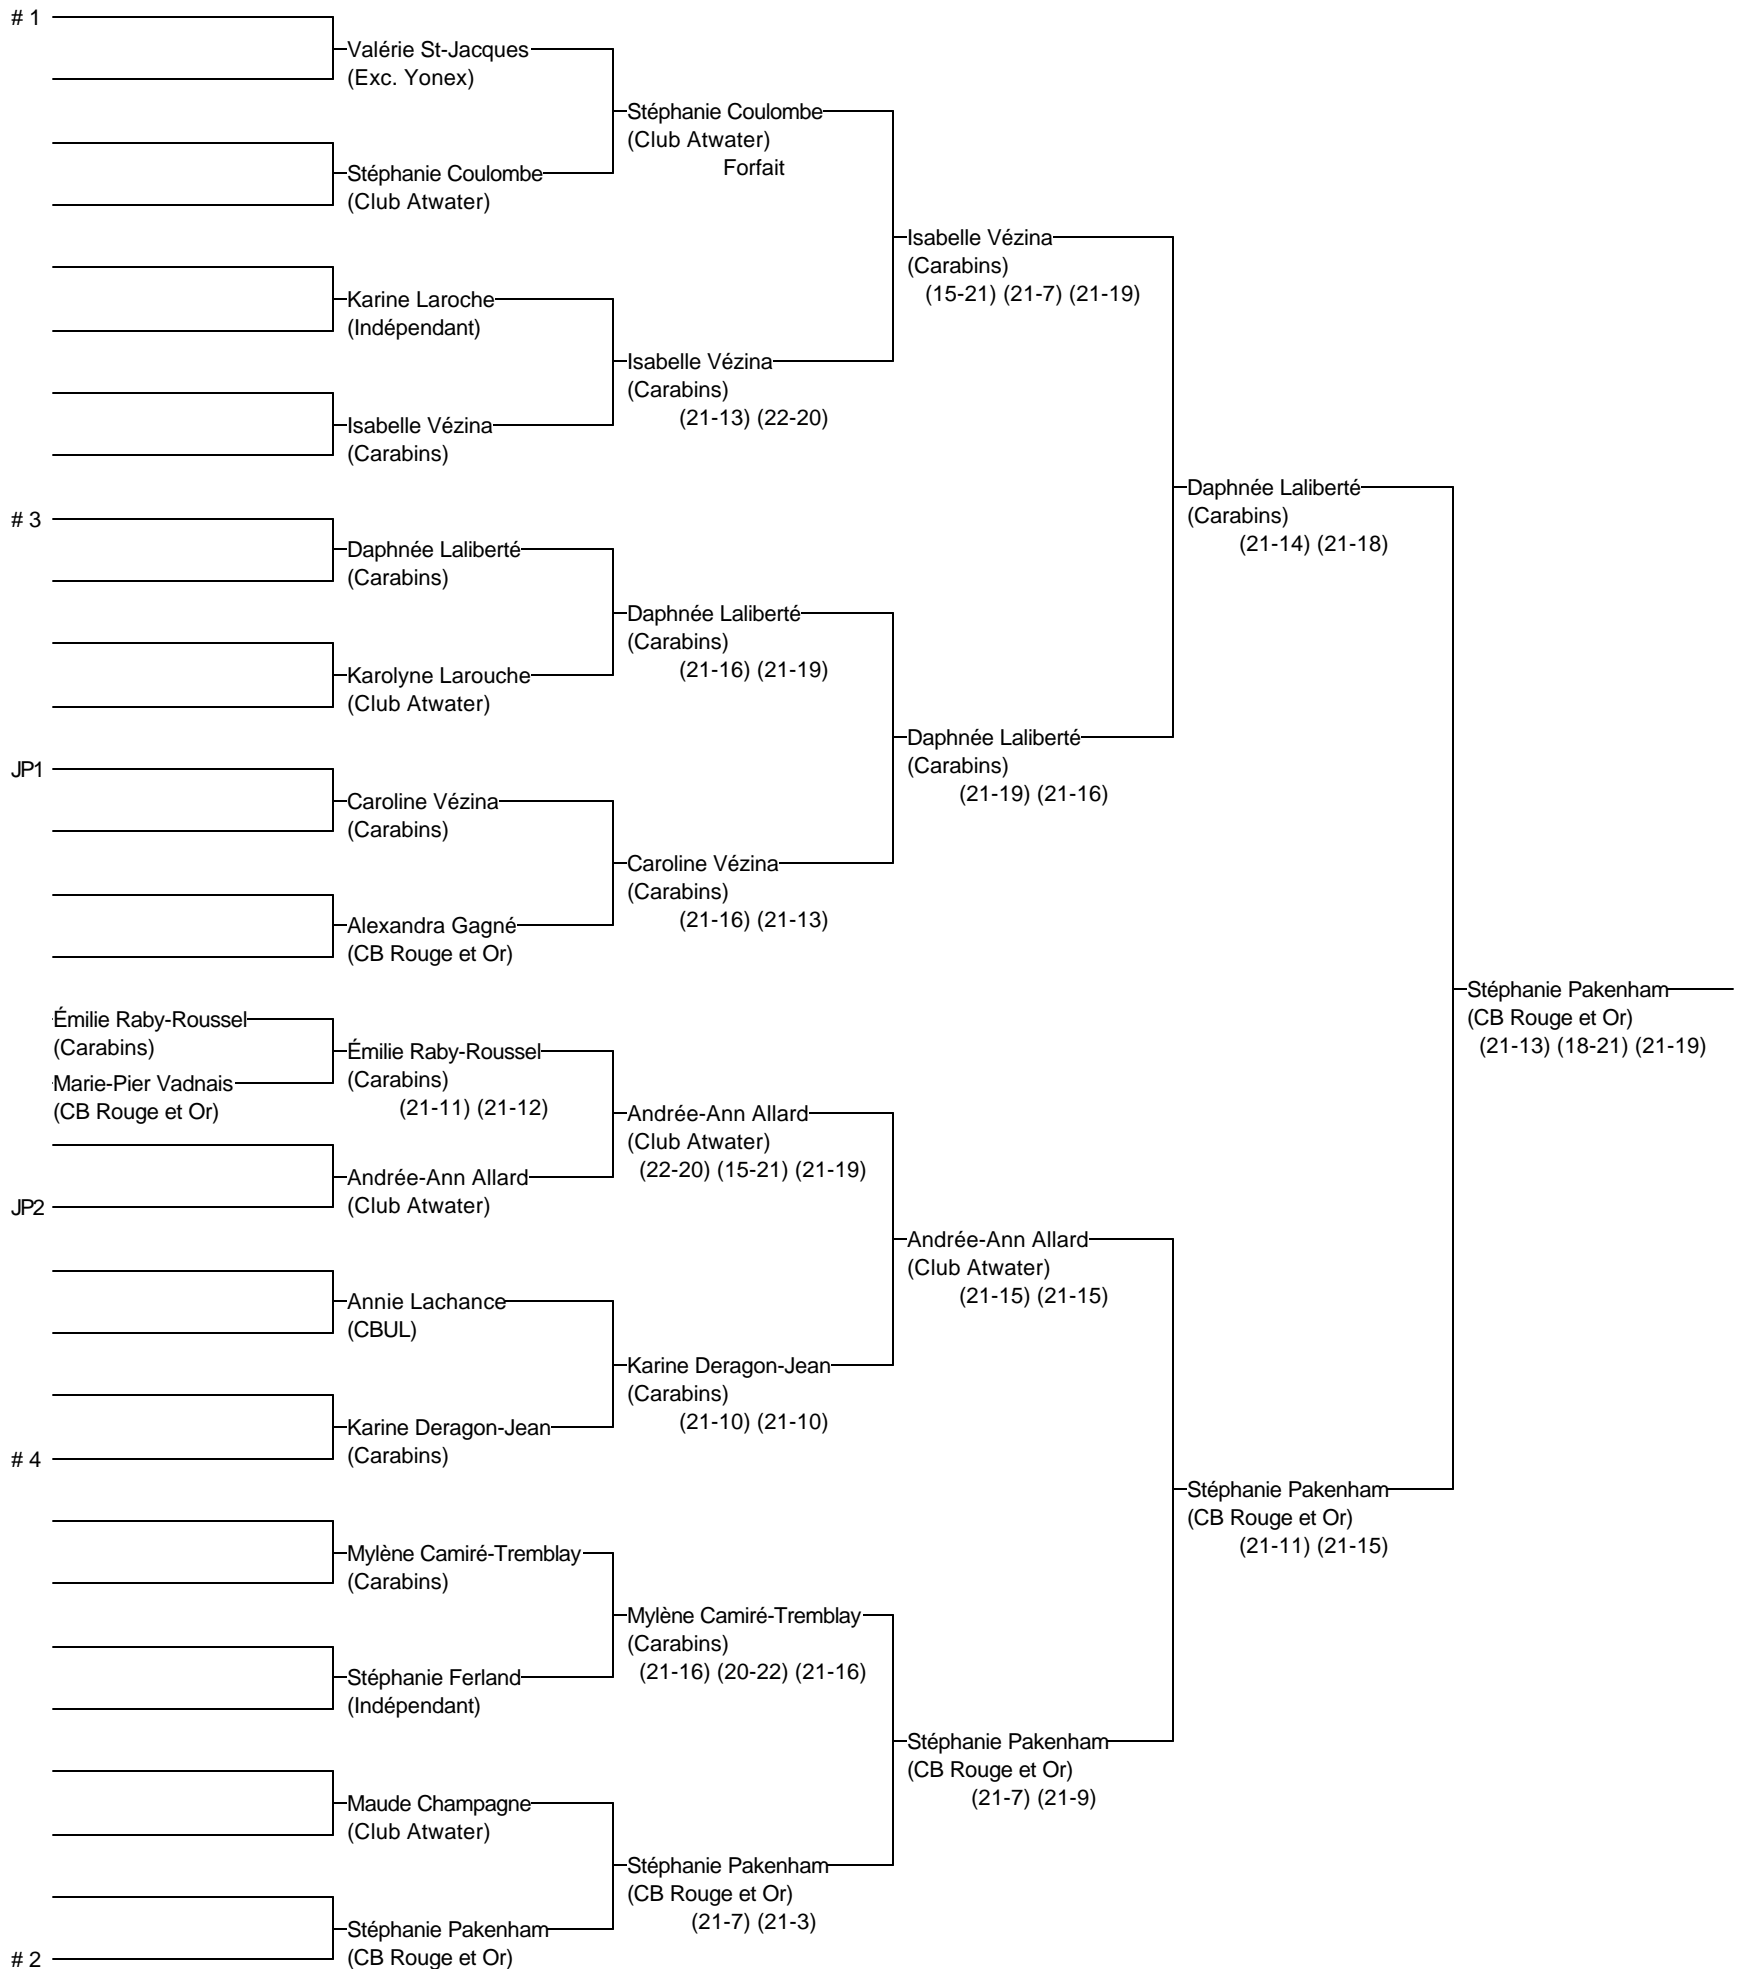 # 1
Valérie St-Jacques
(Exc. Yonex)
Stéphanie Coulombe
(Club Atwater)
Forfait
Stéphanie Coulombe
(Club Atwater)
Isabelle Vézina
(Carabins)
(15-21) (21-7) (21-19)
Karine Laroche
(Indépendant)
Isabelle Vézina
(Carabins)
(21-13) (22-20)
Isabelle Vézina
(Carabins)
Daphnée Laliberté
(Carabins)
(21-14) (21-18)
# 3
Daphnée Laliberté
(Carabins)
Daphnée Laliberté
(Carabins)
(21-16) (21-19)
Karolyne Larouche
(Club Atwater)
Daphnée Laliberté
(Carabins)
(21-19) (21-16)
JP1
Caroline Vézina
(Carabins)
Caroline Vézina
(Carabins)
(21-16) (21-13)
Alexandra Gagné
(CB Rouge et Or)
Stéphanie Pakenham
(CB Rouge et Or)
(21-13) (18-21) (21-19)
Émilie Raby-Roussel
(Carabins)
Émilie Raby-Roussel
(Carabins)
(21-11) (21-12)
Marie-Pier Vadnais
(CB Rouge et Or)
Andrée-Ann Allard
(Club Atwater)
(22-20) (15-21) (21-19)
Andrée-Ann Allard
(Club Atwater)
JP2
Andrée-Ann Allard
(Club Atwater)
(21-15) (21-15)
Annie Lachance
(CBUL)
Karine Deragon-Jean
(Carabins)
(21-10) (21-10)
Karine Deragon-Jean
(Carabins)
# 4
Stéphanie Pakenham
(CB Rouge et Or)
(21-11) (21-15)
Mylène Camiré-Tremblay
(Carabins)
Mylène Camiré-Tremblay
(Carabins)
(21-16) (20-22) (21-16)
Stéphanie Ferland
(Indépendant)
Stéphanie Pakenham
(CB Rouge et Or)
(21-7) (21-9)
Maude Champagne
(Club Atwater)
Stéphanie Pakenham
(CB Rouge et Or)
(21-7) (21-3)
Stéphanie Pakenham
(CB Rouge et Or)
# 2